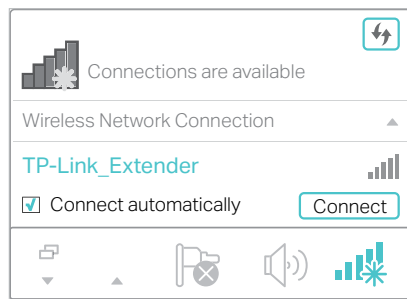 Connections are available
Wireless Network Connection
TP-Link_Extender
Connect automatically
Connect